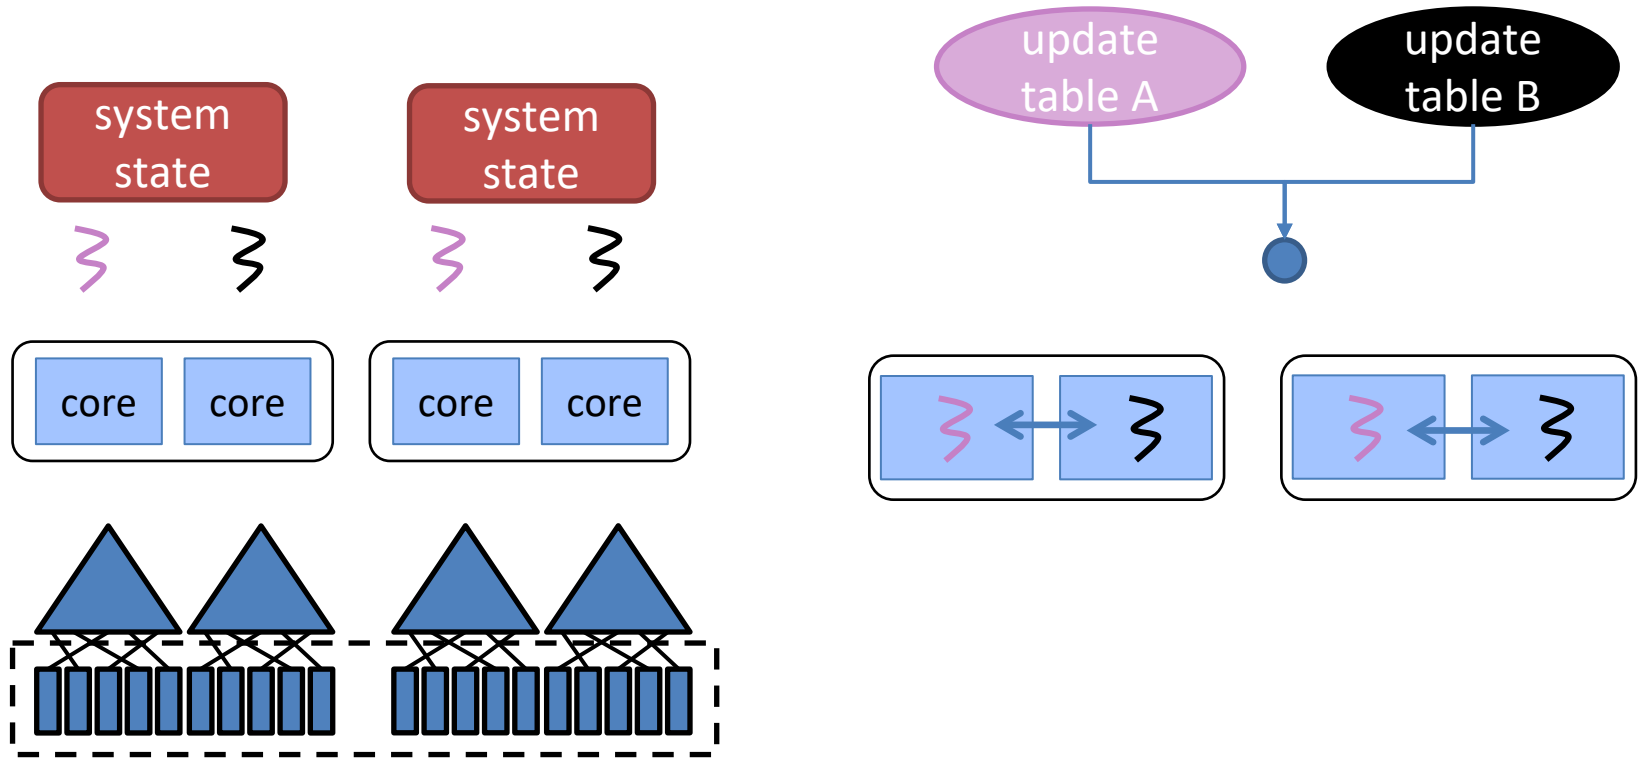 system
state
system
state
core
core
core
core
update
table A
update
table B